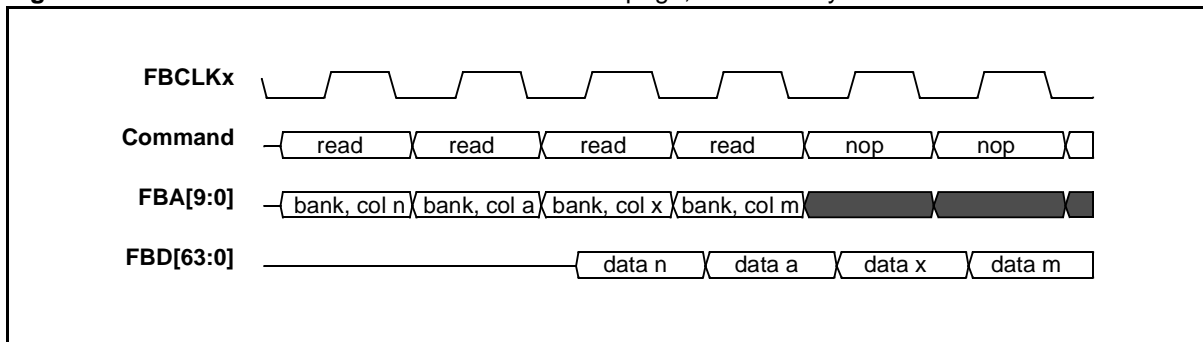 FBCLKx
Command read read read read nop nop
FBA[9:0] bank, col n bank, col a bank, col x bank, col m
FBD[63:0] data n data a data x data m